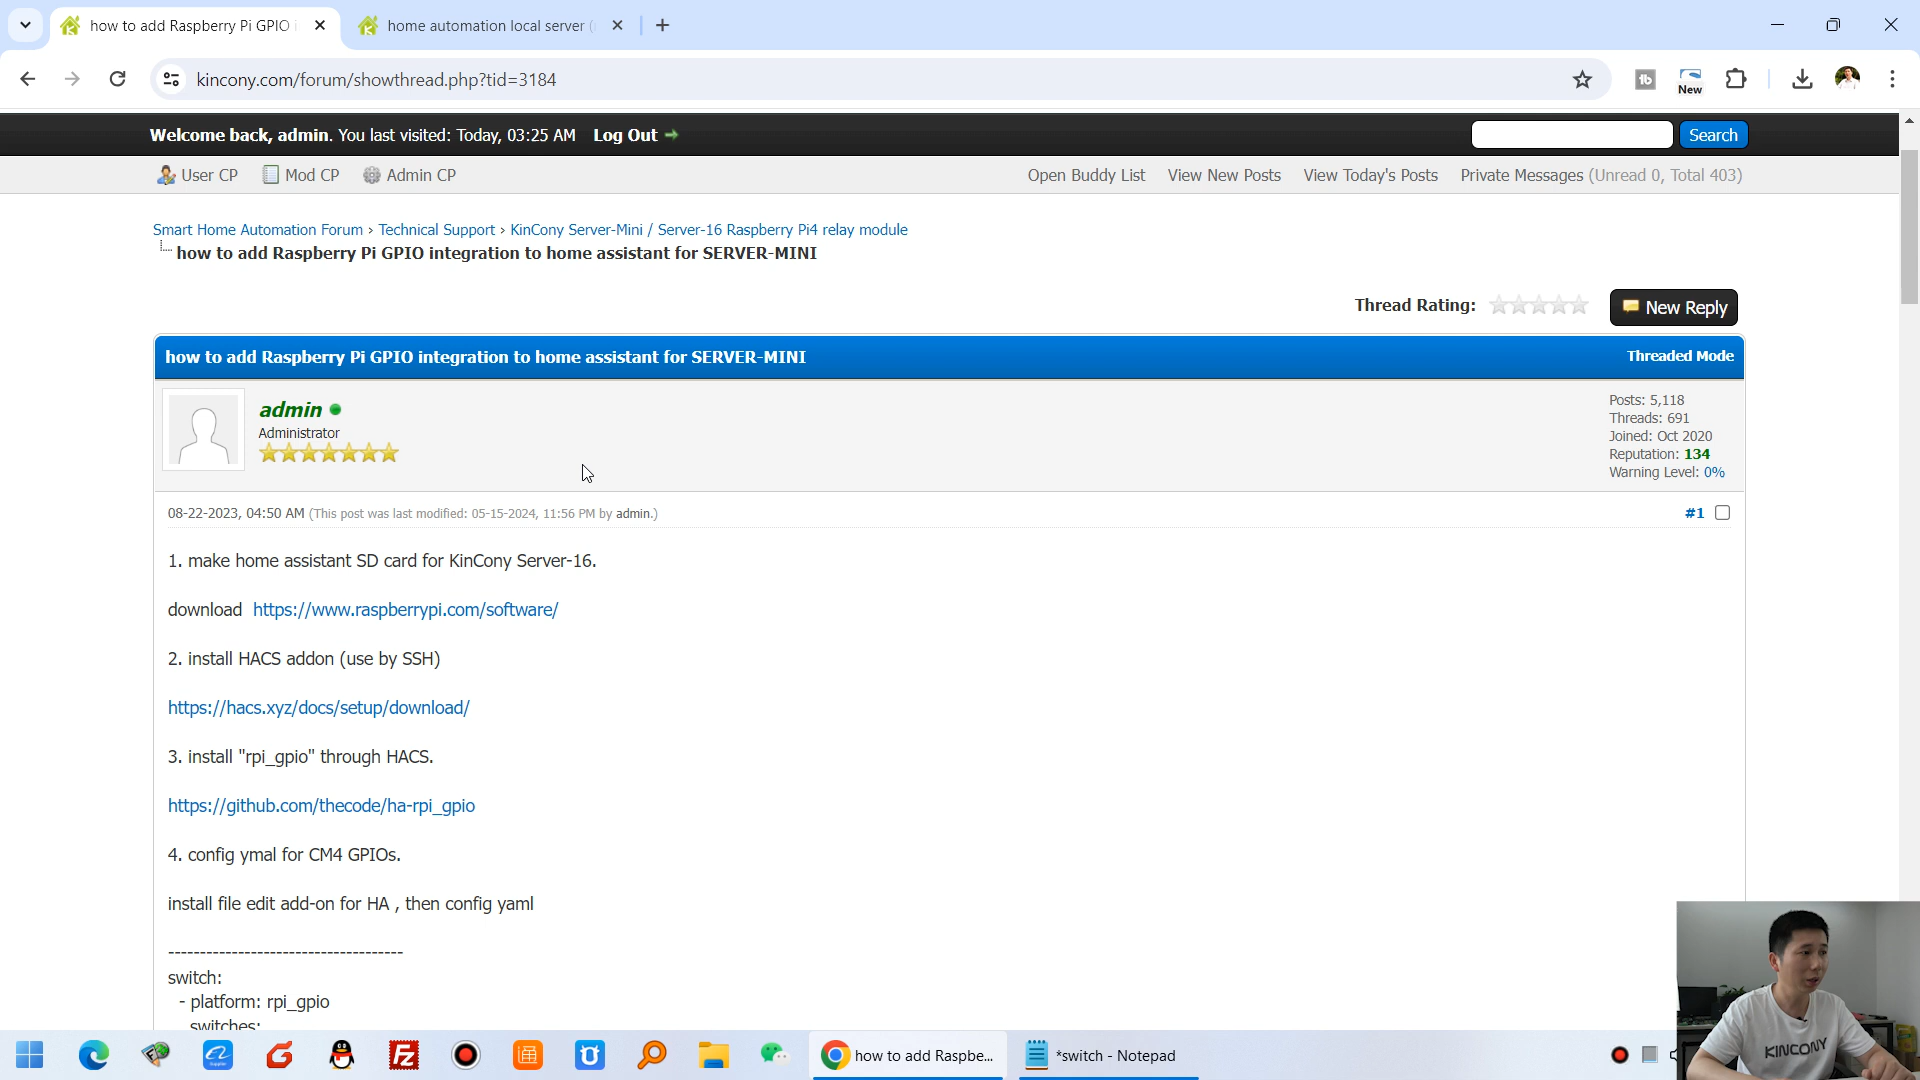 how to add Raspberry Pi GPIO i
home automation local server (
kincony.com/forum/showthread.php?tid=3184
New
Welcome back, admin. You last visited: Today, 03:25 AM Log Out
Search
User CP Mod CP Admin CP
Open Buddy List View New Posts View Today's Posts Private Messages (Unread 0, Total 403)
Smart Home Automation Forum › Technical Support › KinCony Server-Mini / Server-16 Raspberry Pi4 relay module
how to add Raspberry Pi GPIO integration to home assistant for SERVER-MINI
Thread Rating:
New Reply
how to add Raspberry Pi GPIO integration to home assistant for SERVER-MINI
Threaded Mode
admin
Administrator
Posts: 5,118
Threads: 691
Joined: Oct 2020
Reputation: 134
Warning Level: 0%
08-22-2023, 04:50 AM (This post was last modified: 05-15-2024, 11:56 PM by admin.)
#1
1. make home assistant SD card for KinCony Server-16.
download https://www.raspberrypi.com/software/
2. install HACS addon (use by SSH)
https://hacs.xyz/docs/setup/download/
3. install "rpi_gpio" through HACS.
https://github.com/thecode/ha-rpi_gpio
4. config ymal for CM4 GPIOs.
install file edit add-on for HA , then config yaml
-------------------------------------
switch:
- platform: rpi_gpio
switches:
how to add Raspbe...
*switch - Notepad
KINCONY